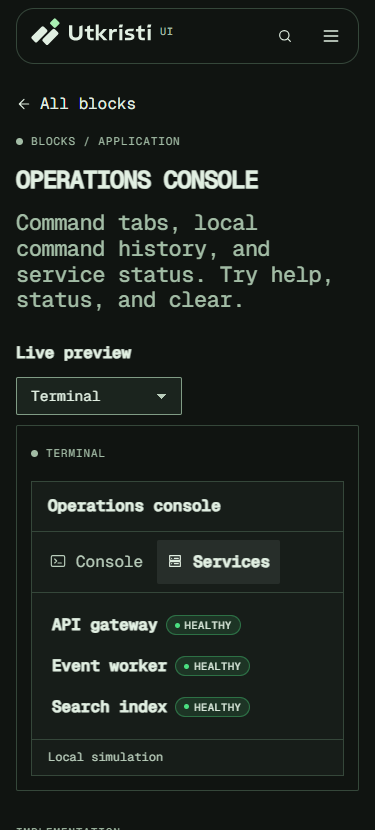 Utkristi UI
← All blocks
BLOCKS / APPLICATION
OPERATIONS CONSOLE
Command tabs, local
command history, and
service status. Try help,
status, and clear.
Live preview
Terminal
TERMINAL
Operations console
Console Services
API gateway HEALTHY
Event worker HEALTHY
Search index HEALTHY
Local simulation